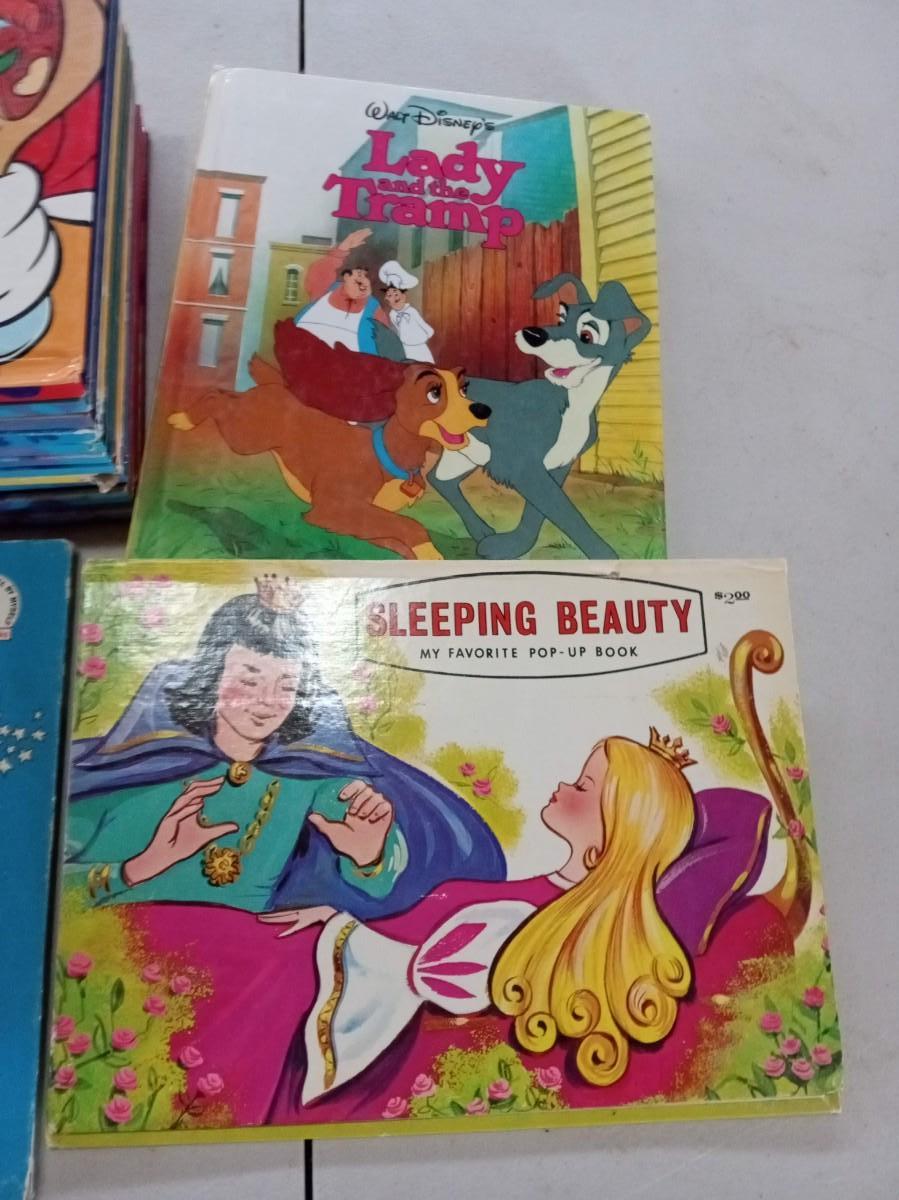 WALT DISNEY'S
Lady
and the
Tramp
SLEEPING BEAUTY
MY FAVORITE POP-UP BOOK
$2.00